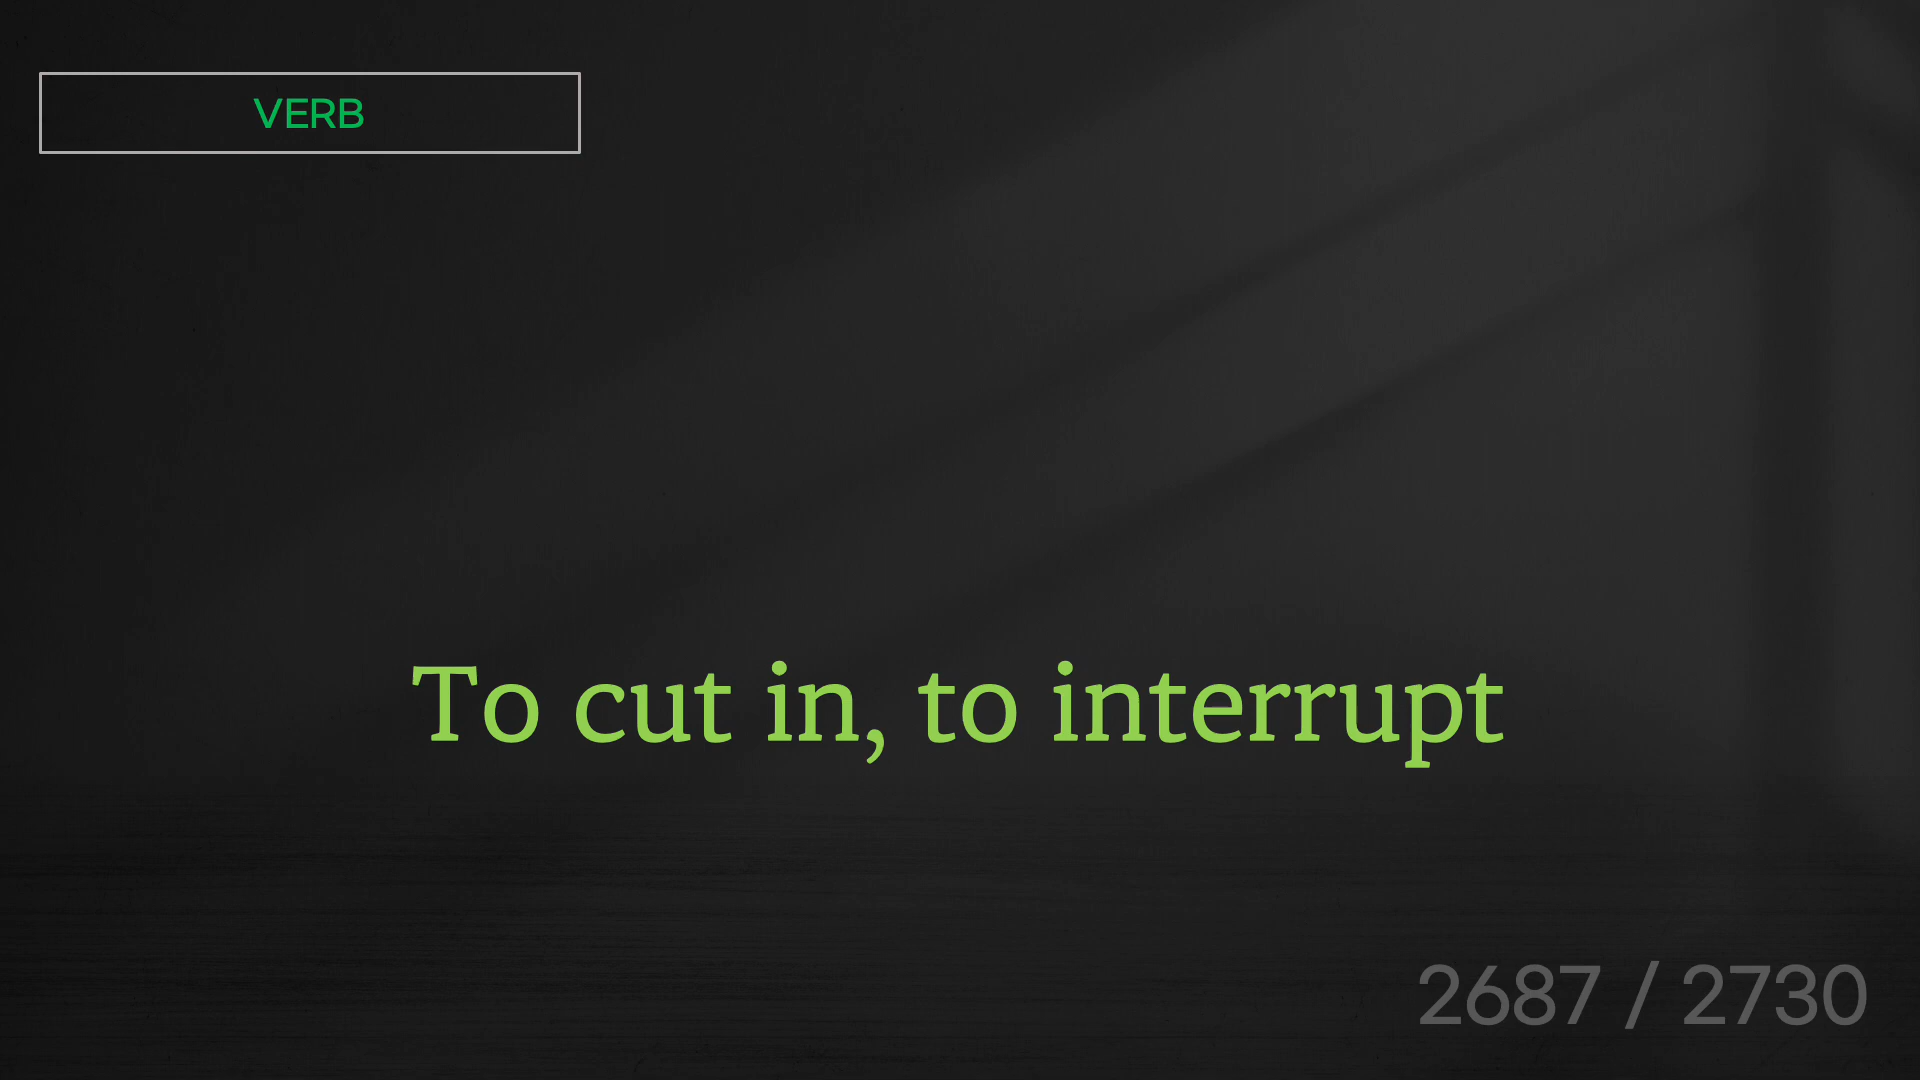 VERB
To cut in, to interrupt
2687 / 2730